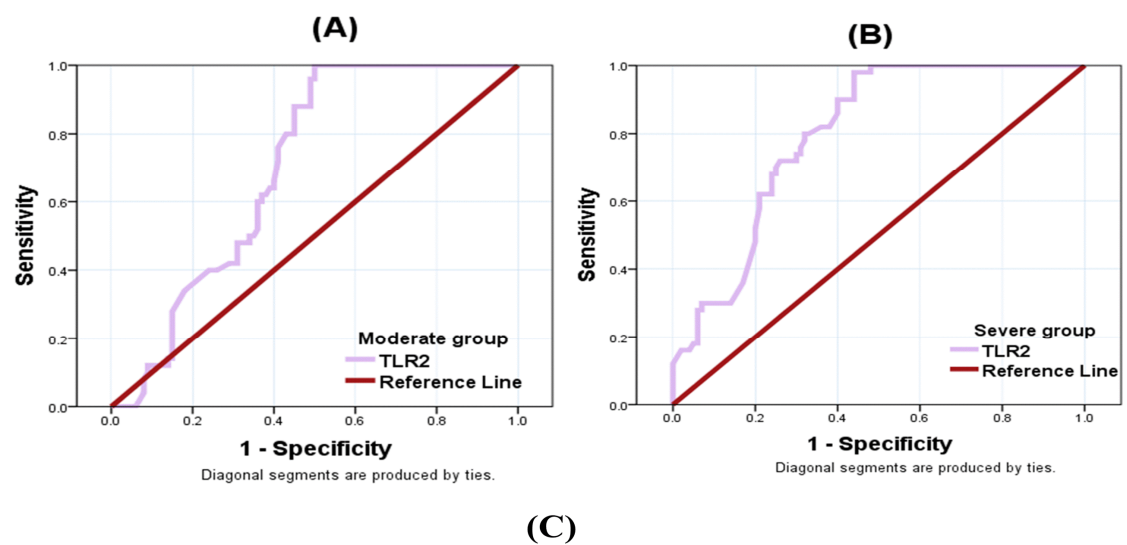 (A)
1.0
0.8
0.6
0.4
0.2
0.0
Sensitivity
Moderate group
TLR2
Reference Line
0.0 0.2 0.4 0.6 0.8 1.0
1 - Specificity
Diagonal segments are produced by ties.
(B)
1.0
0.8
0.6
0.4
0.2
0.0
Sensitivity
Severe group
TLR2
Reference Line
0.0 0.2 0.4 0.6 0.8 1.0
1 - Specificity
Diagonal segments are produced by ties.
(C)